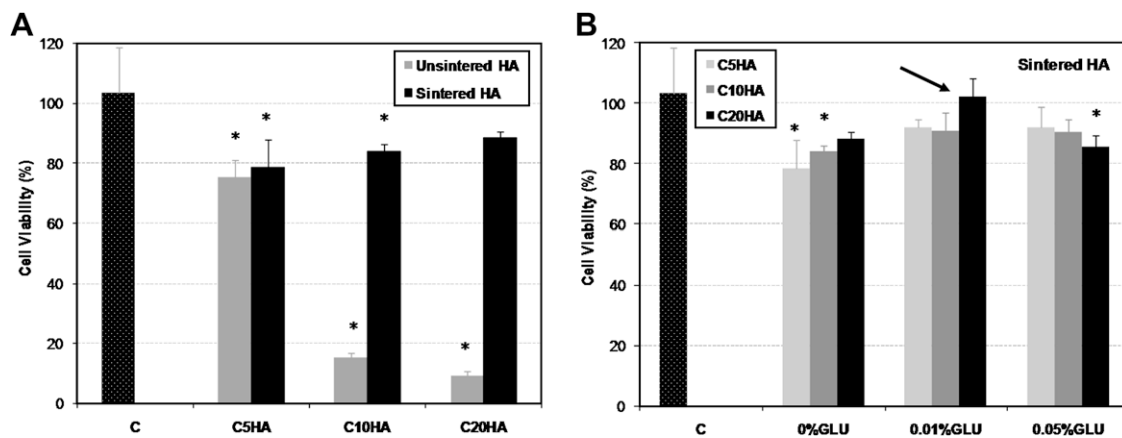 A
120
100
80
60
40
20
0
Cell Viability (%)
Unsintered HA
Sintered HA
*
*
*
*
*
C
C5HA
C10HA
C20HA
B
120
100
80
60
40
20
0
Cell Viability (%)
C5HA
C10HA
C20HA
Sintered HA
*
*
*
C
0%GLU
0.01%GLU
0.05%GLU